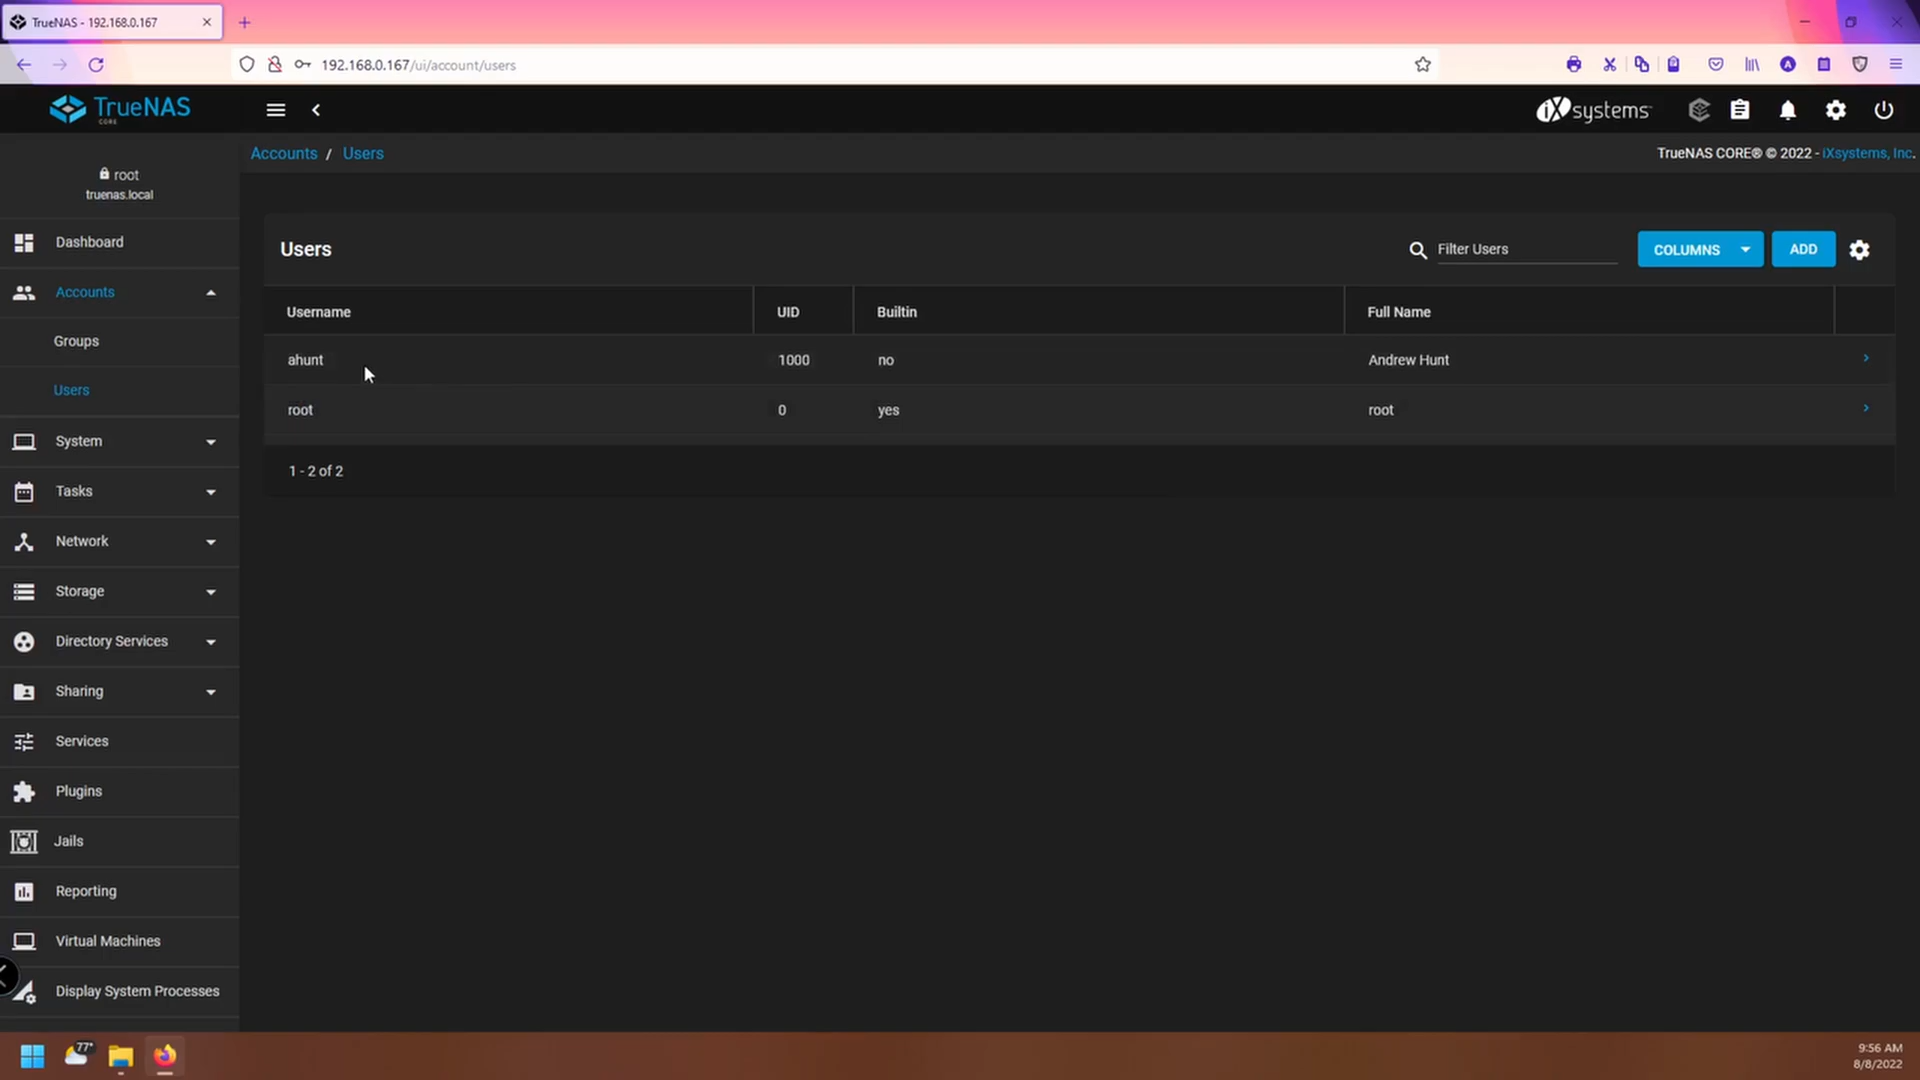 TrueNAS - 192.168.0.167
192.168.0.167/ui/account/users
TrueNAS
CORE
iXsystems
root
truenas.local
Accounts / Users
TrueNAS CORE® © 2022 - iXsystems, Inc.
Dashboard
Accounts
Groups
Users
System
Tasks
Network
Storage
Directory Services
Sharing
Services
Plugins
Jails
Reporting
Virtual Machines
Display System Processes
Users
Filter Users
COLUMNS
ADD
Username UID Builtin Full Name
ahunt 1000 no Andrew Hunt
root 0 yes root
1 - 2 of 2
77°
9:56 AM
8/8/2022